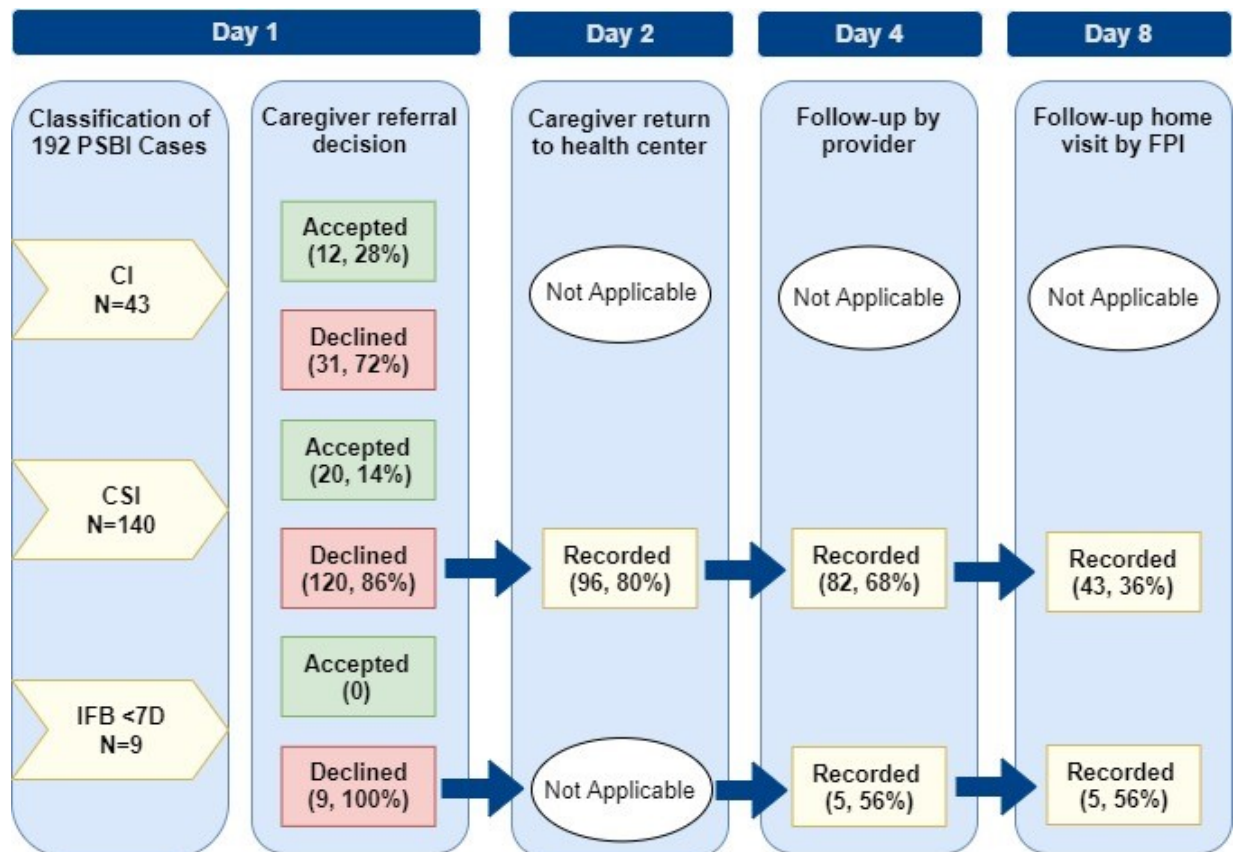 Day 1
Day 2
Day 4
Day 8
Classification of
192 PSBI Cases
Caregiver referral
decision
Caregiver return
to health center
Follow-up by
provider
Follow-up home
visit by FPI
CI
N=43
Accepted
(12, 28%)
Declined
(31, 72%)
Not Applicable
Not Applicable
Not Applicable
CSI
N=140
Accepted
(20, 14%)
Declined
(120, 86%)
Recorded
(96, 80%)
Recorded
(82, 68%)
Recorded
(43, 36%)
IFB <7D
N=9
Accepted
(0)
Declined
(9, 100%)
Not Applicable
Recorded
(5, 56%)
Recorded
(5, 56%)